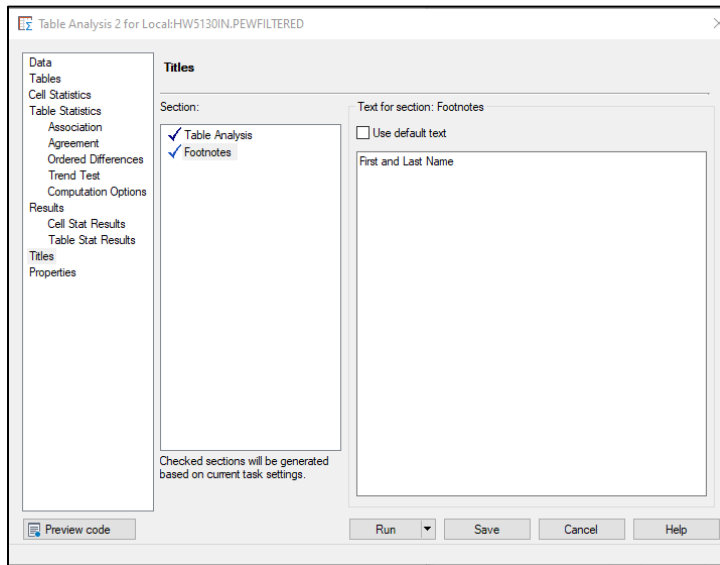 Table Analysis 2 for Local:HW5130IN.PEWFILTERED
Data
Tables
Cell Statistics
Table Statistics
Association
Agreement
Ordered Differences
Trend Test
Computation Options
Results
Cell Stat Results
Table Stat Results
Titles
Properties
Titles
Section:
Table Analysis
Footnotes
Checked sections will be generated
based on current task settings.
Text for section: Footnotes
Use default text
First and Last Name
Preview code
Run
Save
Cancel
Help